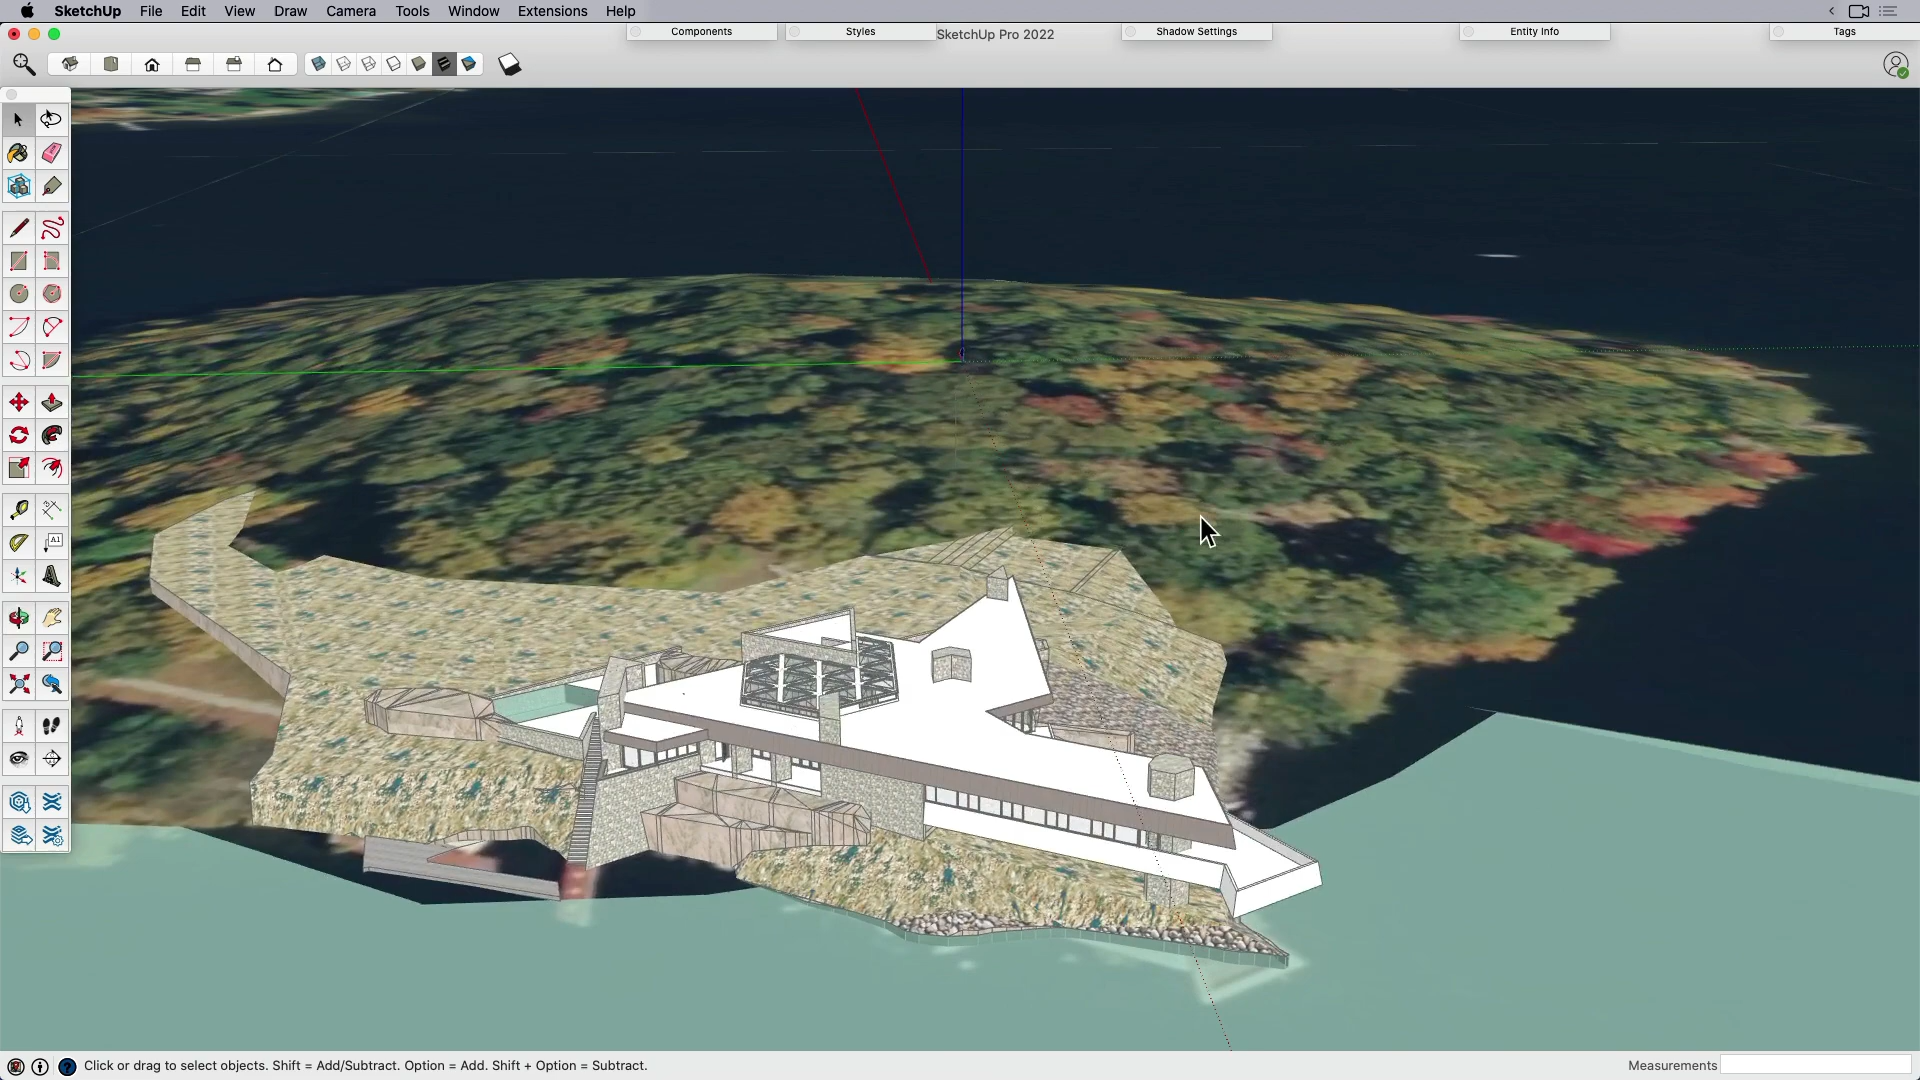 SketchUp File Edit View Draw Camera Tools Window Extensions Help
Components Styles SketchUp Pro 2022 Shadow Settings Entity Info Tags
A1
Click or drag to select objects. Shift = Add/Subtract. Option = Add. Shift + Option = Subtract. Measurements